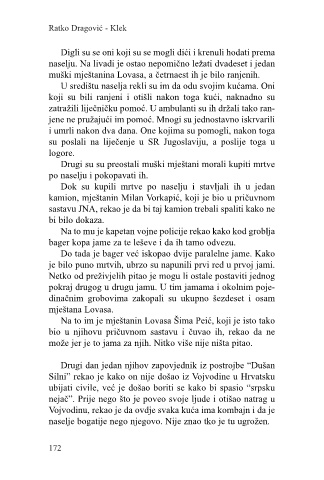 Ratko Dragović - Klek
Digli su se oni koji su se mogli dići i krenuli hodati prema
naselju. Na livadi je ostao nepomično ležati dvadeset i jedan
muški mještanina Lovasa, a četrnaest ih je bilo ranjenih.
U središtu naselja rekli su im da odu svojim kućama. Oni
koji su bili ranjeni i otišli nakon toga kući, naknadno su
zatražili liječničku pomoć. U ambulanti su ih držali tako ran-
jene ne pružajući im pomoć. Mnogi su jednostavno iskrvarili
i umrli nakon dva dana. One kojima su pomogli, nakon toga
su poslali na liječenje u SR Jugoslaviju, a poslije toga u
logore.
Drugi su su preostali muški mještani morali kupiti mrtve
po naselju i pokopavati ih.
Dok su kupili mrtve po naselju i stavljali ih u jedan
kamion, mještanin Milan Vorkapić, koji je bio u pričuvnom
sastavu JNA, rekao je da bi taj kamion trebali spaliti kako ne
bi bilo dokaza.
Na to mu je kapetan vojne policije rekao kako kod groblja
bager kopa jame za te leševe i da ih tamo odvezu.
Do tada je bager već iskopao dvije paralelne jame. Kako
je bilo puno mrtvih, ubrzo su napunili prvi red u prvoj jami.
Netko od preživjelih pitao je mogu li ostale postaviti jednog
pokraj drugog u drugu jamu. U tim jamama i okolnim poje-
dinačnim grobovima zakopali su ukupno šezdeset i osam
mještana Lovasa.
Na to im je mještanin Lovasa Šima Peić, koji je isto tako
bio u njihovu pričuvnom sastavu i čuvao ih, rekao da ne
može jer je to jama za njih. Nitko više nije ništa pitao.
Drugi dan jedan njihov zapovjednik iz postrojbe “Dušan
Silni” rekao je kako on nije došao iz Vojvodine u Hrvatsku
ubijati civile, već je došao boriti se kako bi spasio “srpsku
nejač”. Prije nego što je poveo svoje ljude i otišao natrag u
Vojvodinu, rekao je da ovdje svaka kuća ima kombajn i da je
naselje bogatije nego njegovo. Nije znao tko je tu ugrožen.
172